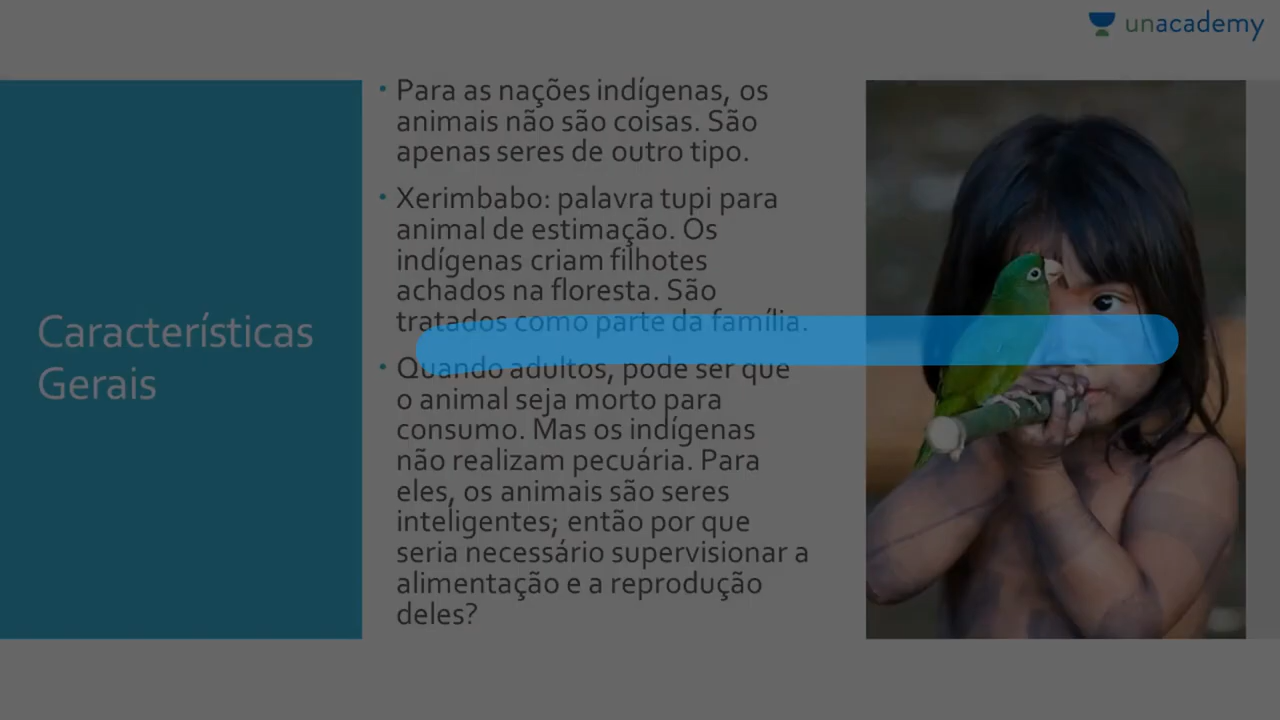 unacademy
Características
Gerais
• Para as nações indígenas, os
animais não são coisas. São
apenas seres de outro tipo.
• Xerimbabo: palavra tupi para
animal de estimação. Os
indígenas criam filhotes
achados na floresta. São
tratados como parte da família.
• Quando adultos, pode ser que
o animal seja morto para
consumo. Mas os indígenas
não realizam pecuária. Para
eles, os animais são seres
inteligentes; então por que
seria necessário supervisionar a
alimentação e a reprodução
deles?